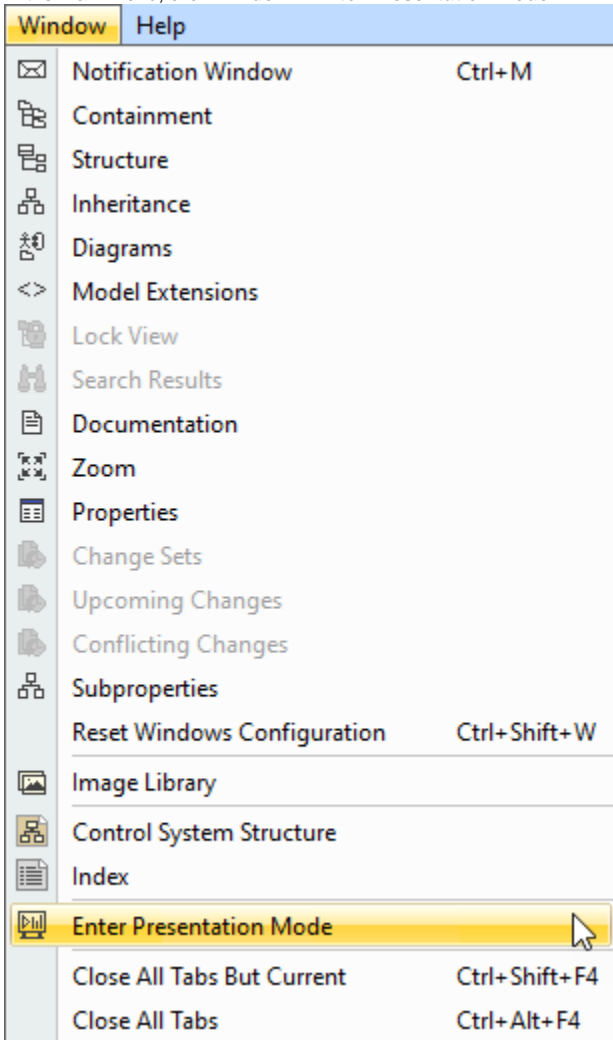 Window Help
Notification Window Ctrl+M
Containment
Structure
Inheritance
Diagrams
Model Extensions
Lock View
Search Results
Documentation
Zoom
Properties
Change Sets
Upcoming Changes
Conflicting Changes
Subproperties
Reset Windows Configuration Ctrl+Shift+W
Image Library
Control System Structure
Index
Enter Presentation Mode
Close All Tabs But Current Ctrl+Shift+F4
Close All Tabs Ctrl+Alt+F4